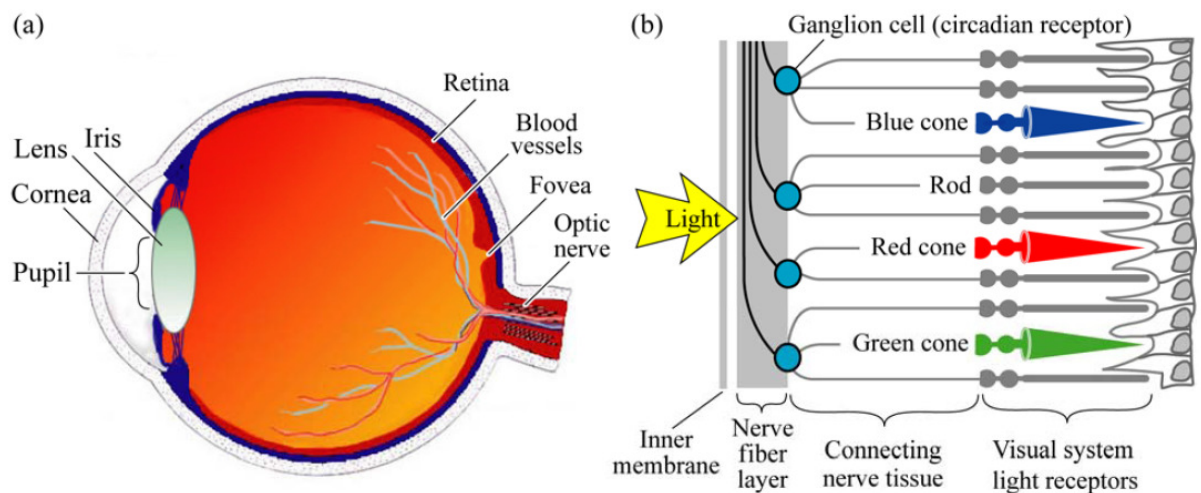 (a)
Retina
Blood
vessels
Fovea
Optic
nerve
Iris
Lens
Cornea
Pupil
(b)
Ganglion cell (circadian receptor)
Blue cone
Rod
Light
Red cone
Green cone
Inner
membrane
Nerve
fiber
layer
Connecting
nerve tissue
Visual system
light receptors